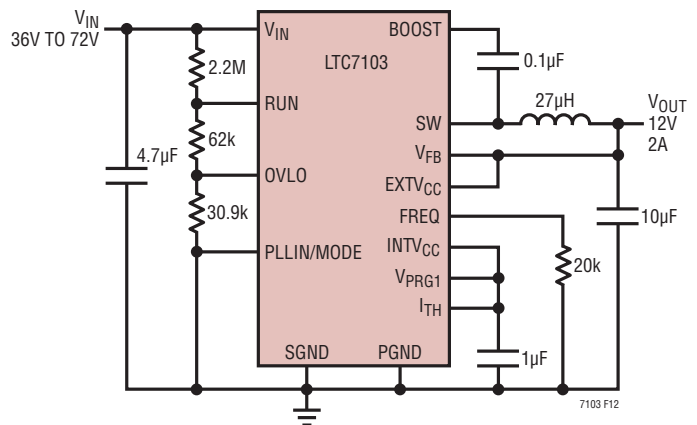 VIN
36V TO 72V
VIN
BOOST
LTC7103
2.2M
0.1µF
27µH
RUN
SW
VOUT
12V
2A
62k
VFB
4.7µF
OVLO
EXTVCC
30.9k
FREQ
10µF
PLLIN/MODE
INTVCC
20k
VPRG1
ITH
1µF
SGND
PGND
7103 F12